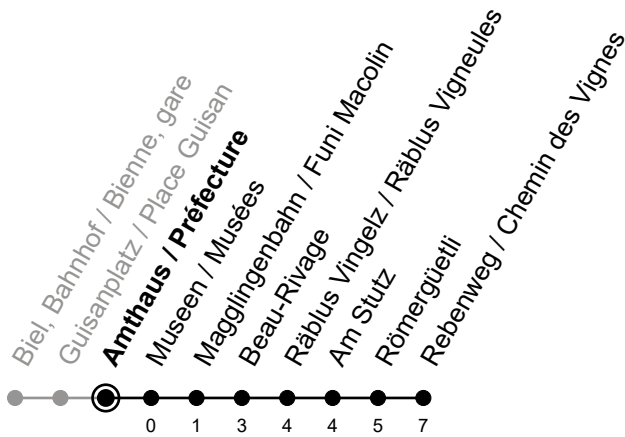 Biel, Bahnhof / Bienne, gare
Guisanplatz / Place Guisan
Amthaus / Préfecture
Museen / Musées
Magglingenbahn / Funi Macolin
Beau-Rivage
Räblus Vingelz / Räblus Vigneules
Am Stutz
Römergüetli
Rebenweg / Chemin des Vignes
0 1 3 4 4 5 7